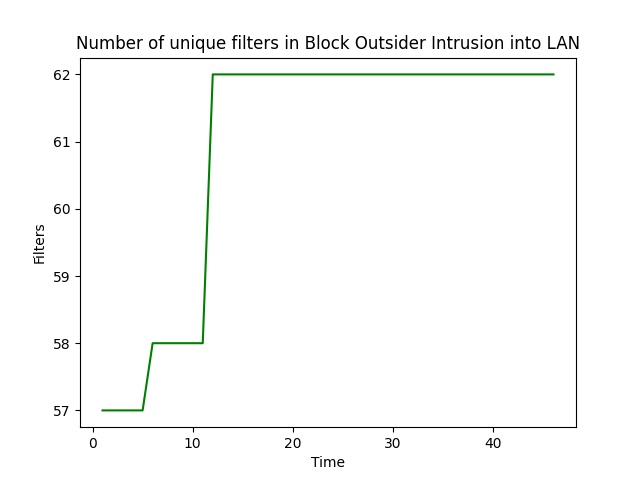 Number of unique filters in Block Outsider Intrusion into LAN
62
61
60
59
58
57
Filters
0 10 20 30 40
Time